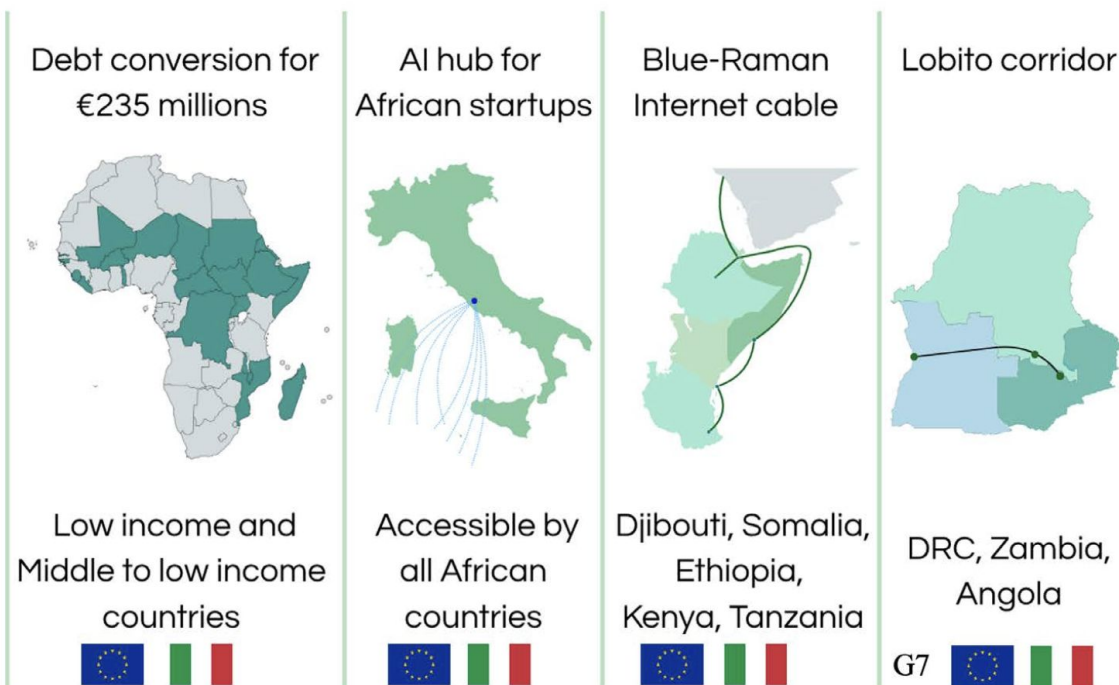 Debt conversion for
€235 millions
Low income and
Middle to low income
countries
AI hub for
African startups
Accessible by
all African
countries
Blue-Raman
Internet cable
Djibouti, Somalia,
Ethiopia,
Kenya, Tanzania
Lobito corridor
DRC, Zambia,
Angola
G7